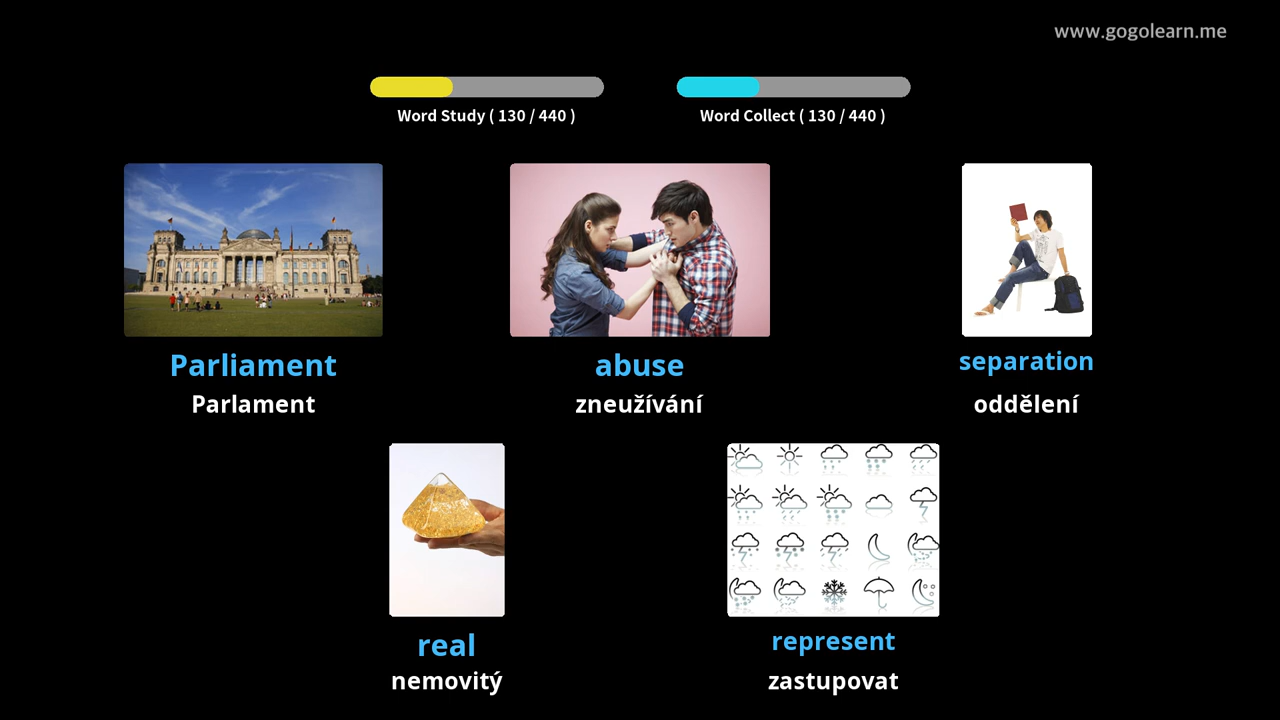 www.gogolearn.me
Word Study ( 130 / 440 )
Word Collect ( 130 / 440 )
Parliament
Parlament
abuse
zneužívání
separation
oddělení
real
nemovitý
represent
zastupovat